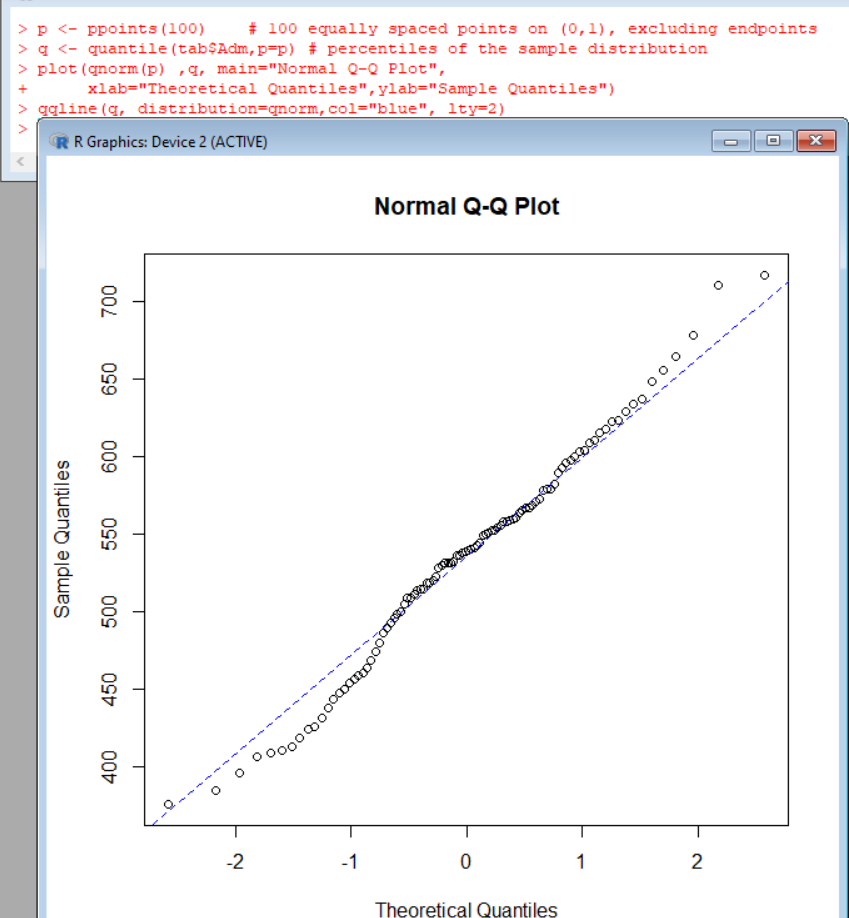 > p <- ppoints(100)    # 100 equally spaced points on (0,1), excluding endpoints
> q <- quantile(tab$Adm,p=p) # percentiles of the sample distribution
> plot(qnorm(p) ,q, main="Normal Q-Q Plot",
+      xlab="Theoretical Quantiles",ylab="Sample Quantiles")
> qqline(q, distribution=qnorm,col="blue", lty=2)
>
R Graphics: Device 2 (ACTIVE)
Normal Q-Q Plot
700
650
600
550
500
450
400
Sample Quantiles
-2 -1 0 1 2
Theoretical Quantiles